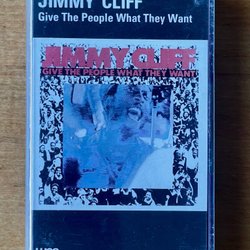 JIMMY CLIFF
Give The People What They Want
JIMMY CLIFF
GIVE THE PEOPLE WHAT THEY WANT